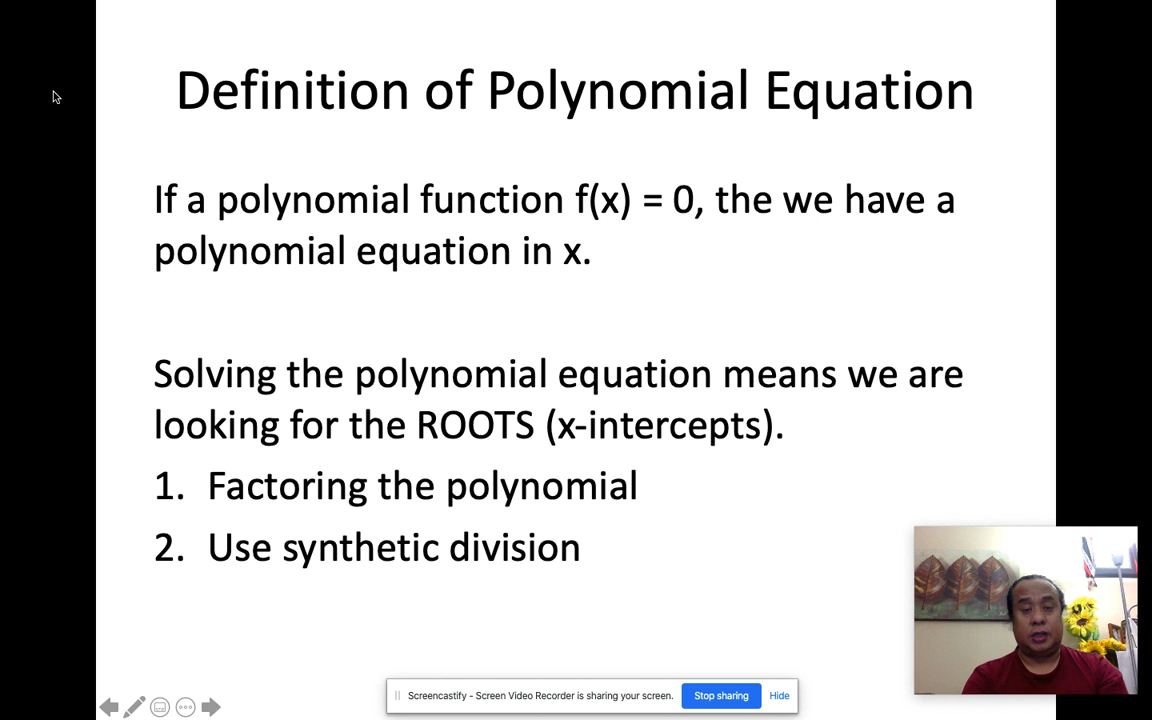 Definition of Polynomial Equation
If a polynomial function f(x) = 0, the we have a
polynomial equation in x.
Solving the polynomial equation means we are
looking for the ROOTS (x-intercepts).
1. Factoring the polynomial
2. Use synthetic division
Screencastify - Screen Video Recorder is sharing your screen. Stop sharing Hide